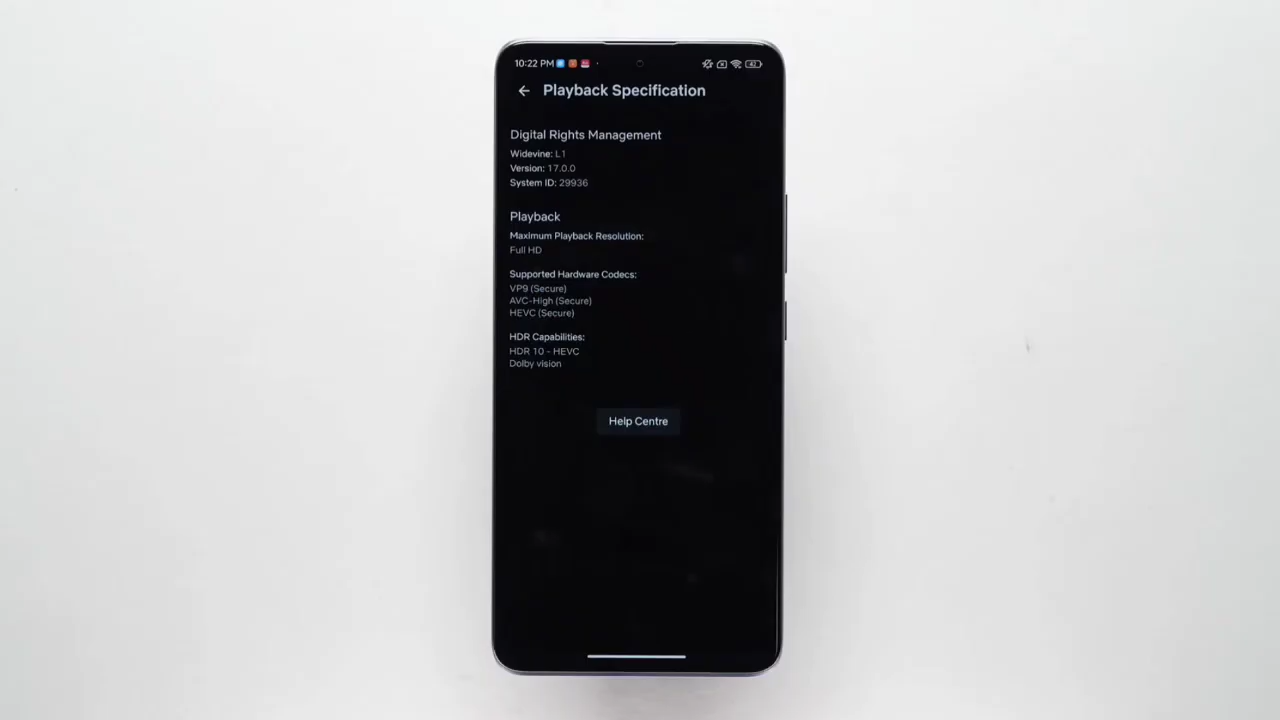 10:22 PM
42
Playback Specification
Digital Rights Management
Widevine: L1
Version: 17.0.0
System ID: 29936
Playback
Maximum Playback Resolution:
Full HD
Supported Hardware Codecs:
VP9 (Secure)
AVC-High (Secure)
HEVC (Secure)
HDR Capabilities:
HDR 10 - HEVC
Dolby vision
Help Centre